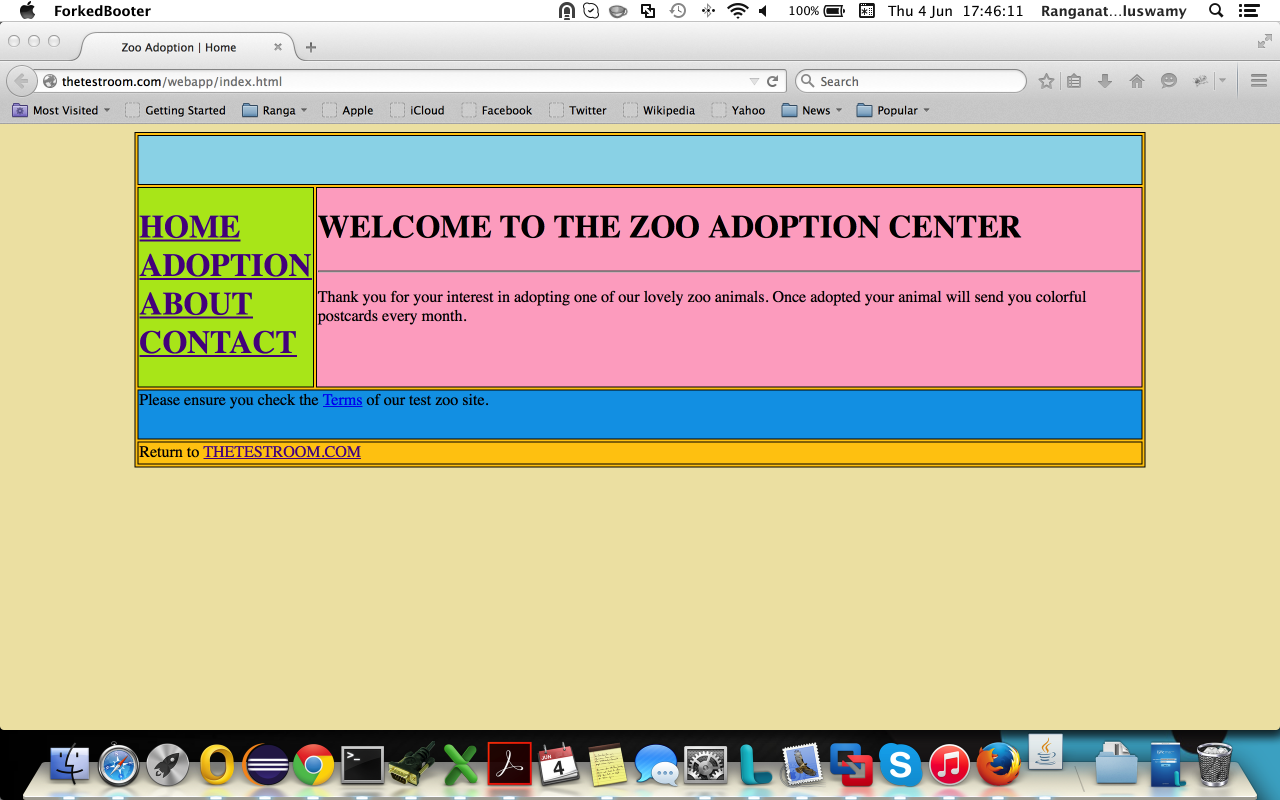 ForkedBooter 100% Thu 4 Jun 17:46:11 Ranganat...luswamy
Zoo Adoption | Home
thetestroom.com/webapp/index.html Search
Most Visited Getting Started Ranga Apple iCloud Facebook Twitter Wikipedia Yahoo News Popular
HOME
ADOPTION
ABOUT
CONTACT
WELCOME TO THE ZOO ADOPTION CENTER
Thank you for your interest in adopting one of our lovely zoo animals. Once adopted your animal will send you colorful
postcards every month.
Please ensure you check the Terms of our test zoo site.
Return to THETESTROOM.COM
JUN
4